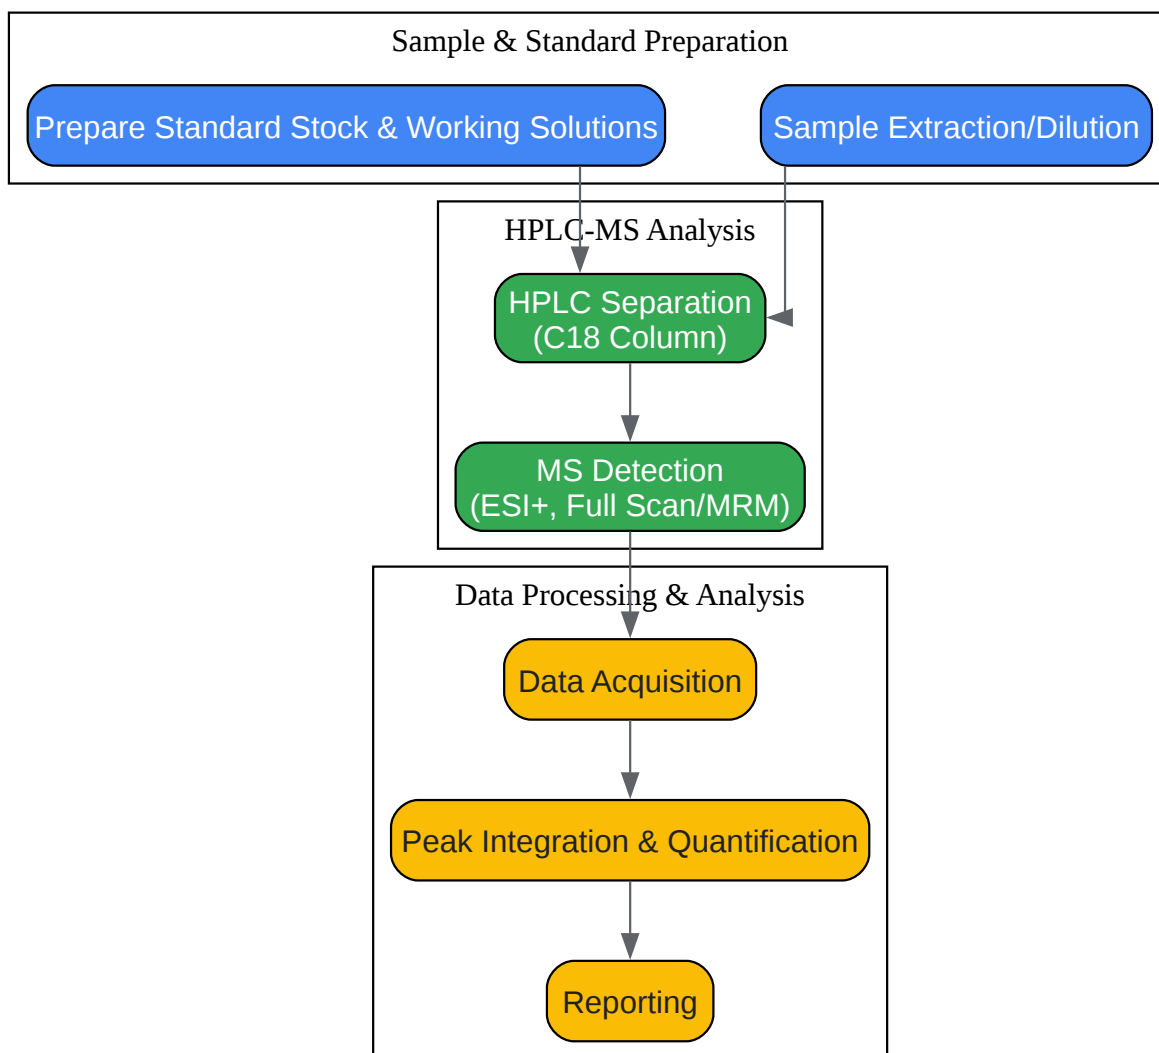 Sample & Standard Preparation
Prepare Standard Stock & Working Solutions
Sample Extraction/Dilution
HPLC-MS Analysis
HPLC Separation
(C18 Column)
MS Detection
(ESI+, Full Scan/MRM)
Data Processing & Analysis
Data Acquisition
Peak Integration & Quantification
Reporting